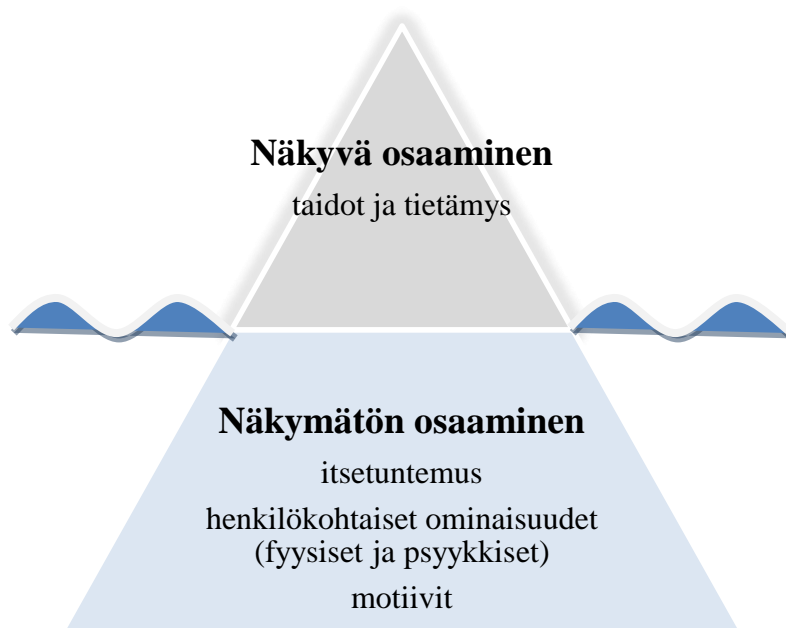 Näkyvä osaaminen
taidot ja tietämys
Näkymätön osaaminen
itsetuntemus
henkilökohtaiset ominaisuudet
(fyysiset ja psyykkiset)
motiivit